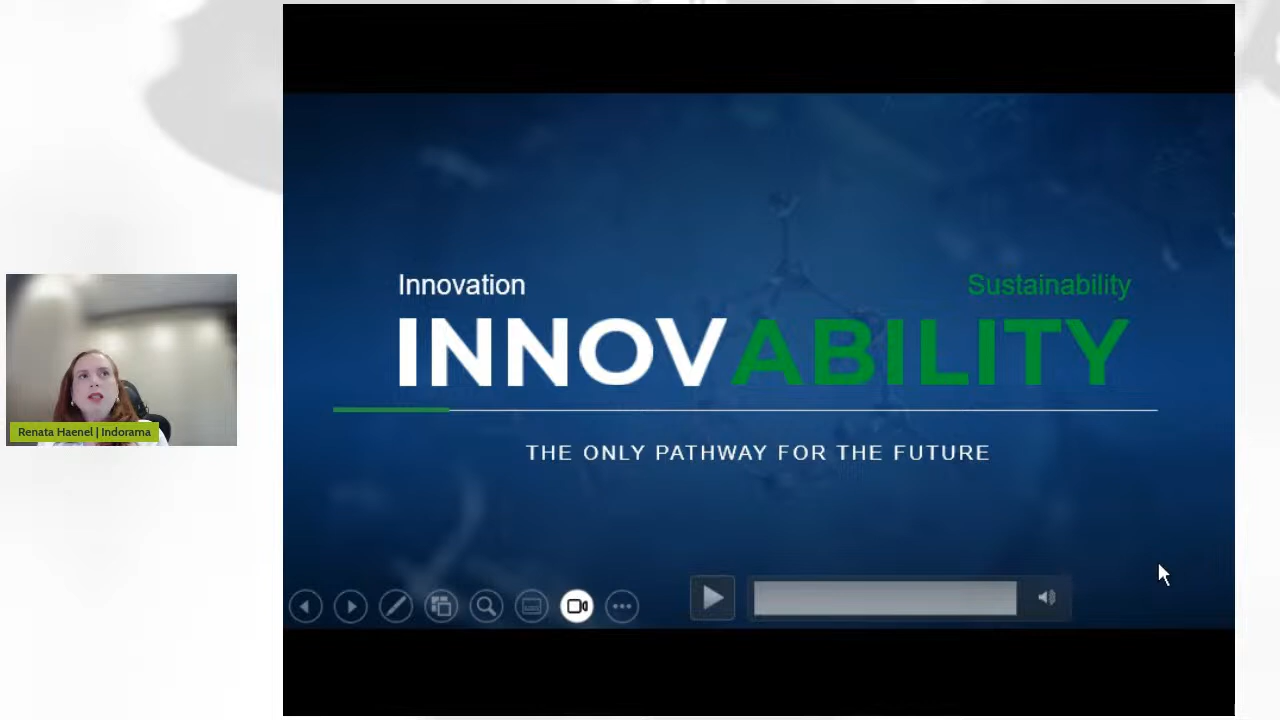 Innovation
Sustainability
INNOVABILITY
THE ONLY PATHWAY FOR THE FUTURE
Renata Haenel | Indorama